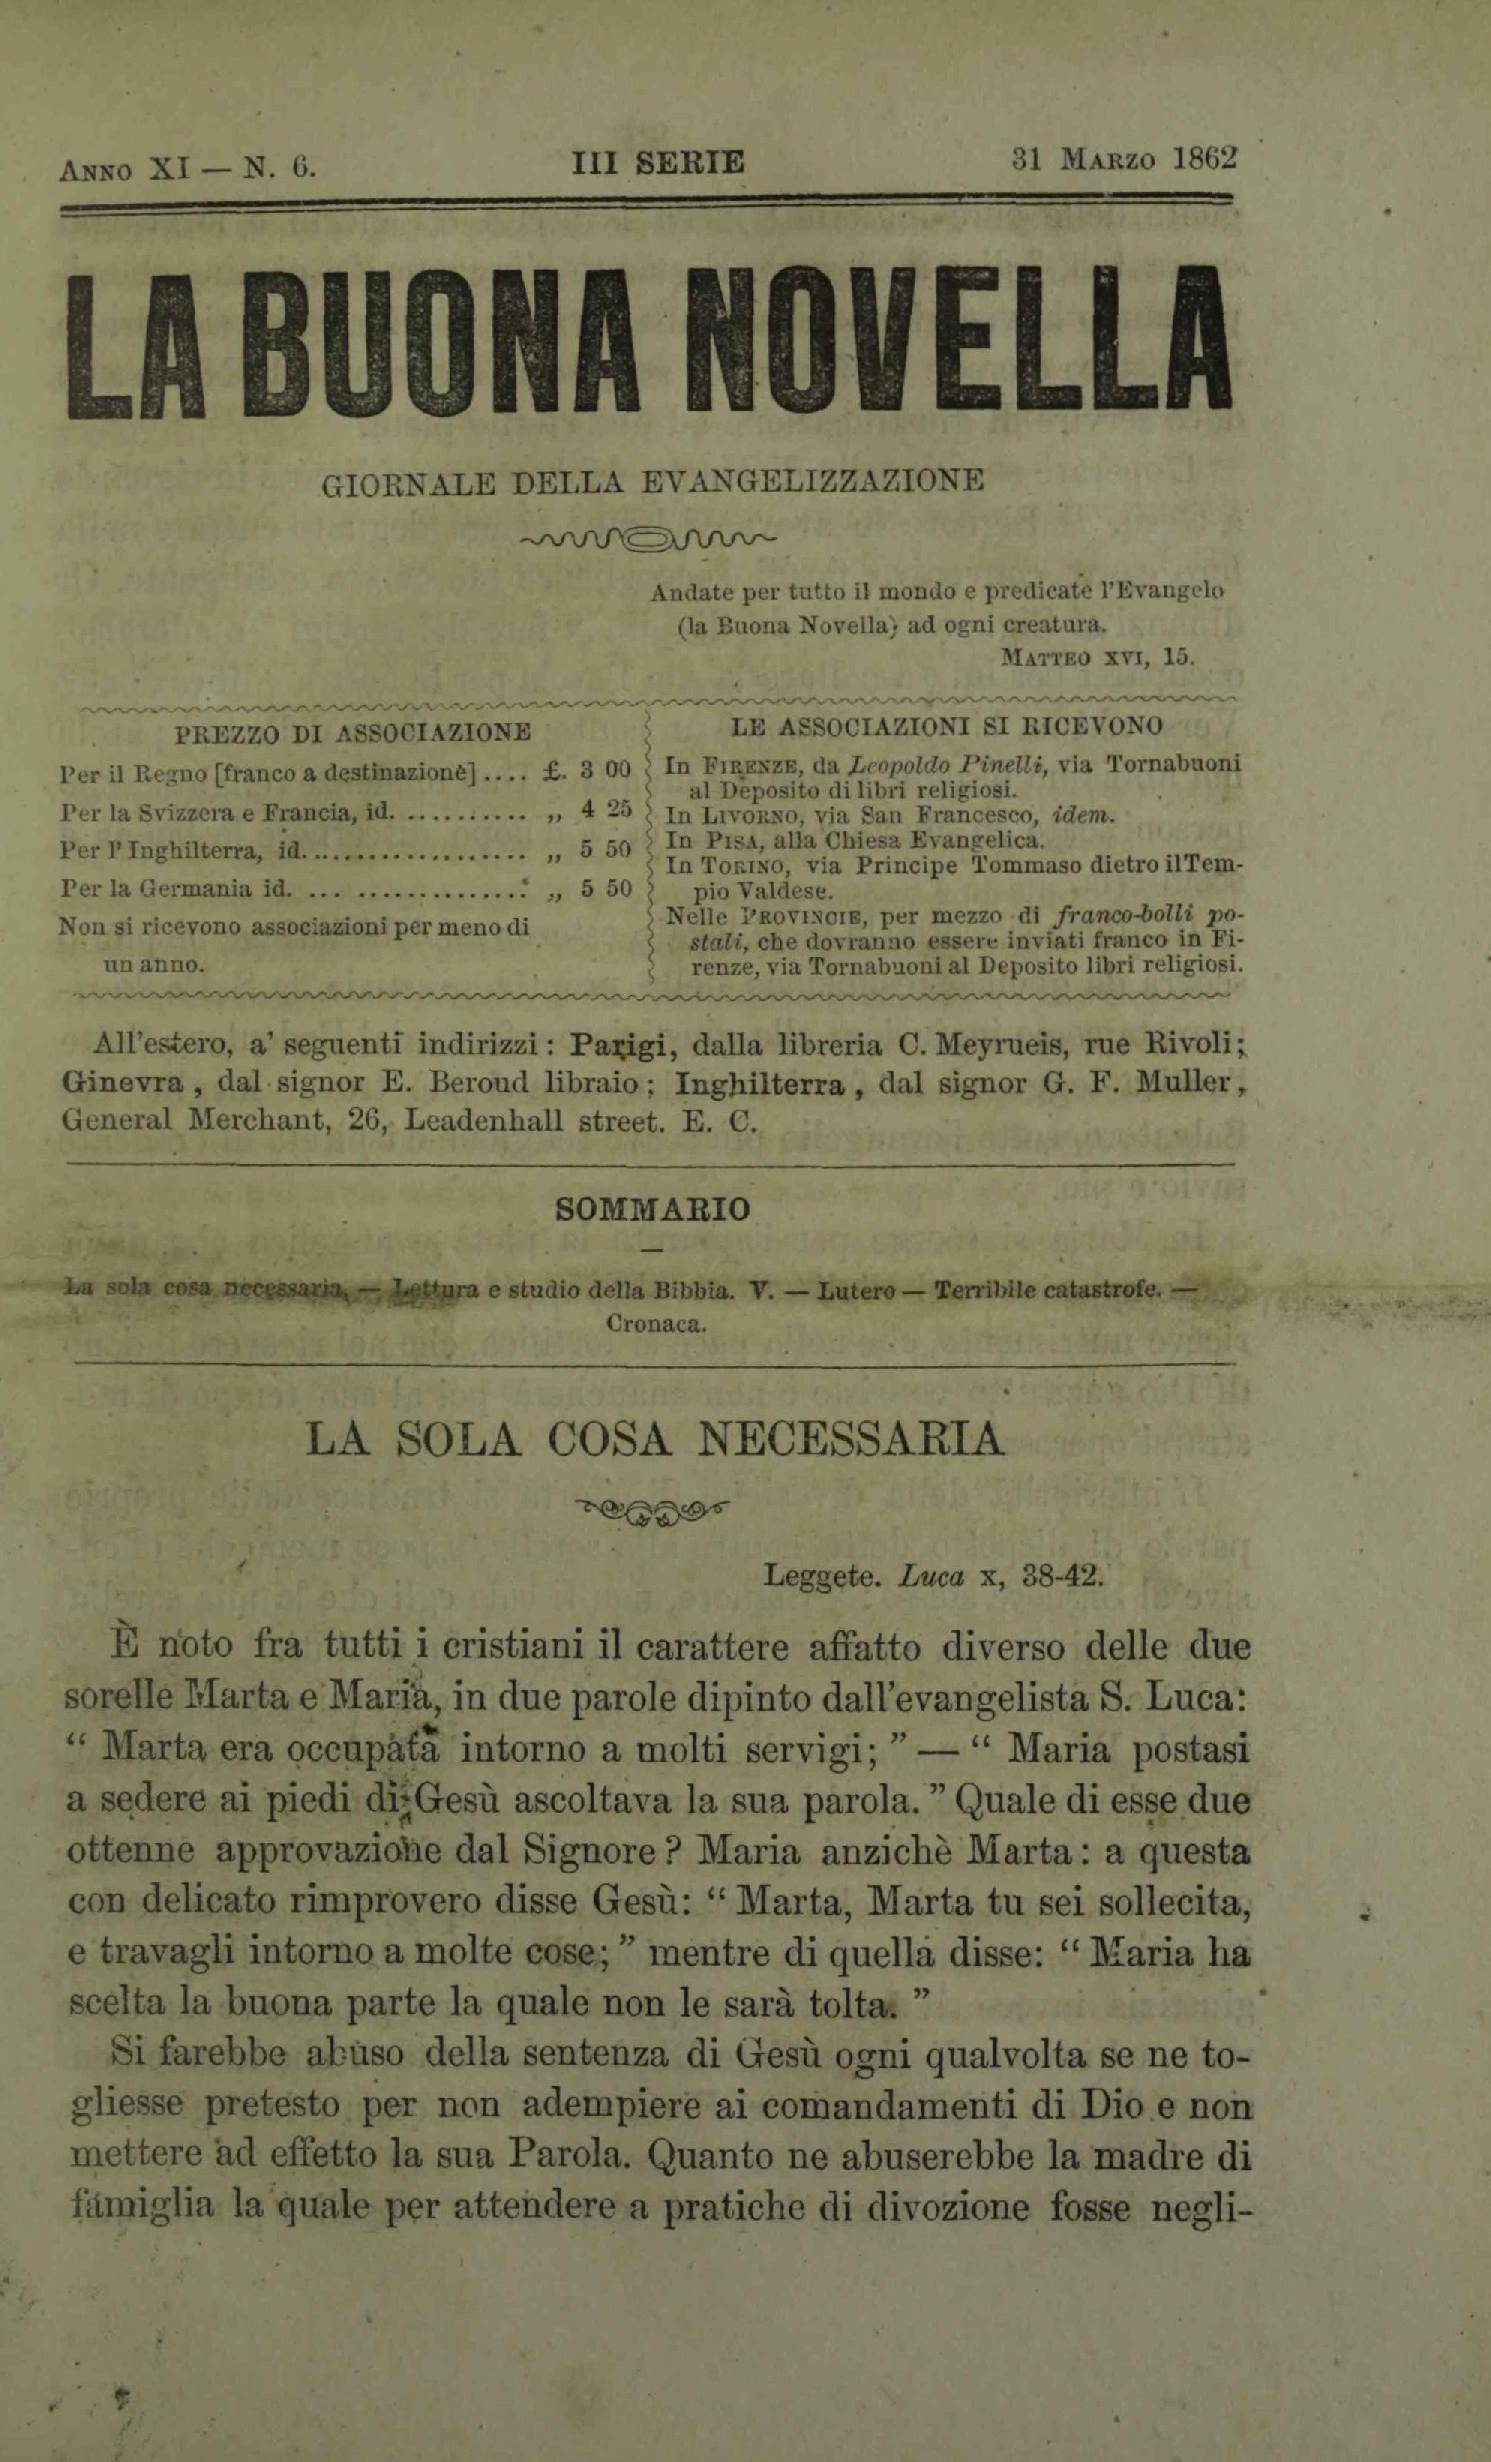 ANNO XI — N. 6.
III SERIE
31 MARZO 1862
LA BUONA NOVELLA
GIORNALE DELLA EVANGELIZZAZIONE
Andate per tutto il mondo e predicate l'Evangelo
(la Buona Novella) ad ogni creatura.
MATTEO XVI, 15.
PREZZO DI ASSOCIAZIONE
Per il Regno [franco a destinazione] .... £. 3 00
Per la Svizzera e Francia, id. ........... „ 4 25
Per l' Inghilterra, id. .................. „ 5 50
Per la Germania id. ... ............... „ 5 50
Non si ricevono associazioni per meno di
un anno.
LE ASSOCIAZIONI SI RICEVONO
In FIRENZE, da Leopoldo Pinelli, via Tornabuoni
al Deposito di libri religiosi.
In LIVORNO, via San Francesco, idem.
In PISA, alla Chiesa Evangelica.
In TORINO, via Principe Tommaso dietro il Tem-
pio Valdese.
Nelle PROVINCIE, per mezzo di franco-bolli po-
stali, che dovranno essere inviati franco in Fi-
renze, via Tornabuoni al Deposito libri religiosi.
All'estero, a' seguenti indirizzi: Parigi, dalla libreria C. Meyrueis, rue Rivoli;
Ginevra, dal signor E. Beroud libraio; Inghilterra, dal signor G. F. Muller,
General Merchant, 26, Leadenhall street. E. C.
SOMMARIO
La sola cosa necessaria. — Lettura e studio della Bibbia. V. — Lutero — Terribile catastrofe. —
Cronaca.
LA SOLA COSA NECESSARIA
Leggete. Luca X, 38-42.
È noto fra tutti i cristiani il carattere affatto diverso delle due
sorelle Marta e Maria, in due parole dipinto dall'evangelista S. Luca:
“ Marta era occupata intorno a molti servigi; ” — “ Maria postasi
a sedere ai piedi di Gesù ascoltava la sua parola. ” Quale di esse due
ottenne approvazione dal Signore? Maria anzichè Marta: a questa
con delicato rimprovero disse Gesù: “ Marta, Marta tu sei sollecita,
e travagli intorno a molte cose; ” mentre di quella disse: “ Maria ha
scelta la buona parte la quale non le sarà tolta. ”
Si farebbe abuso della sentenza di Gesù ogni qualvolta se ne to-
gliesse pretesto per non adempiere ai comandamenti di Dio e non
mettere ad effetto la sua Parola. Quanto ne abuserebbe la madre di
famiglia la quale per attendere a pratiche di divozione fosse negli-